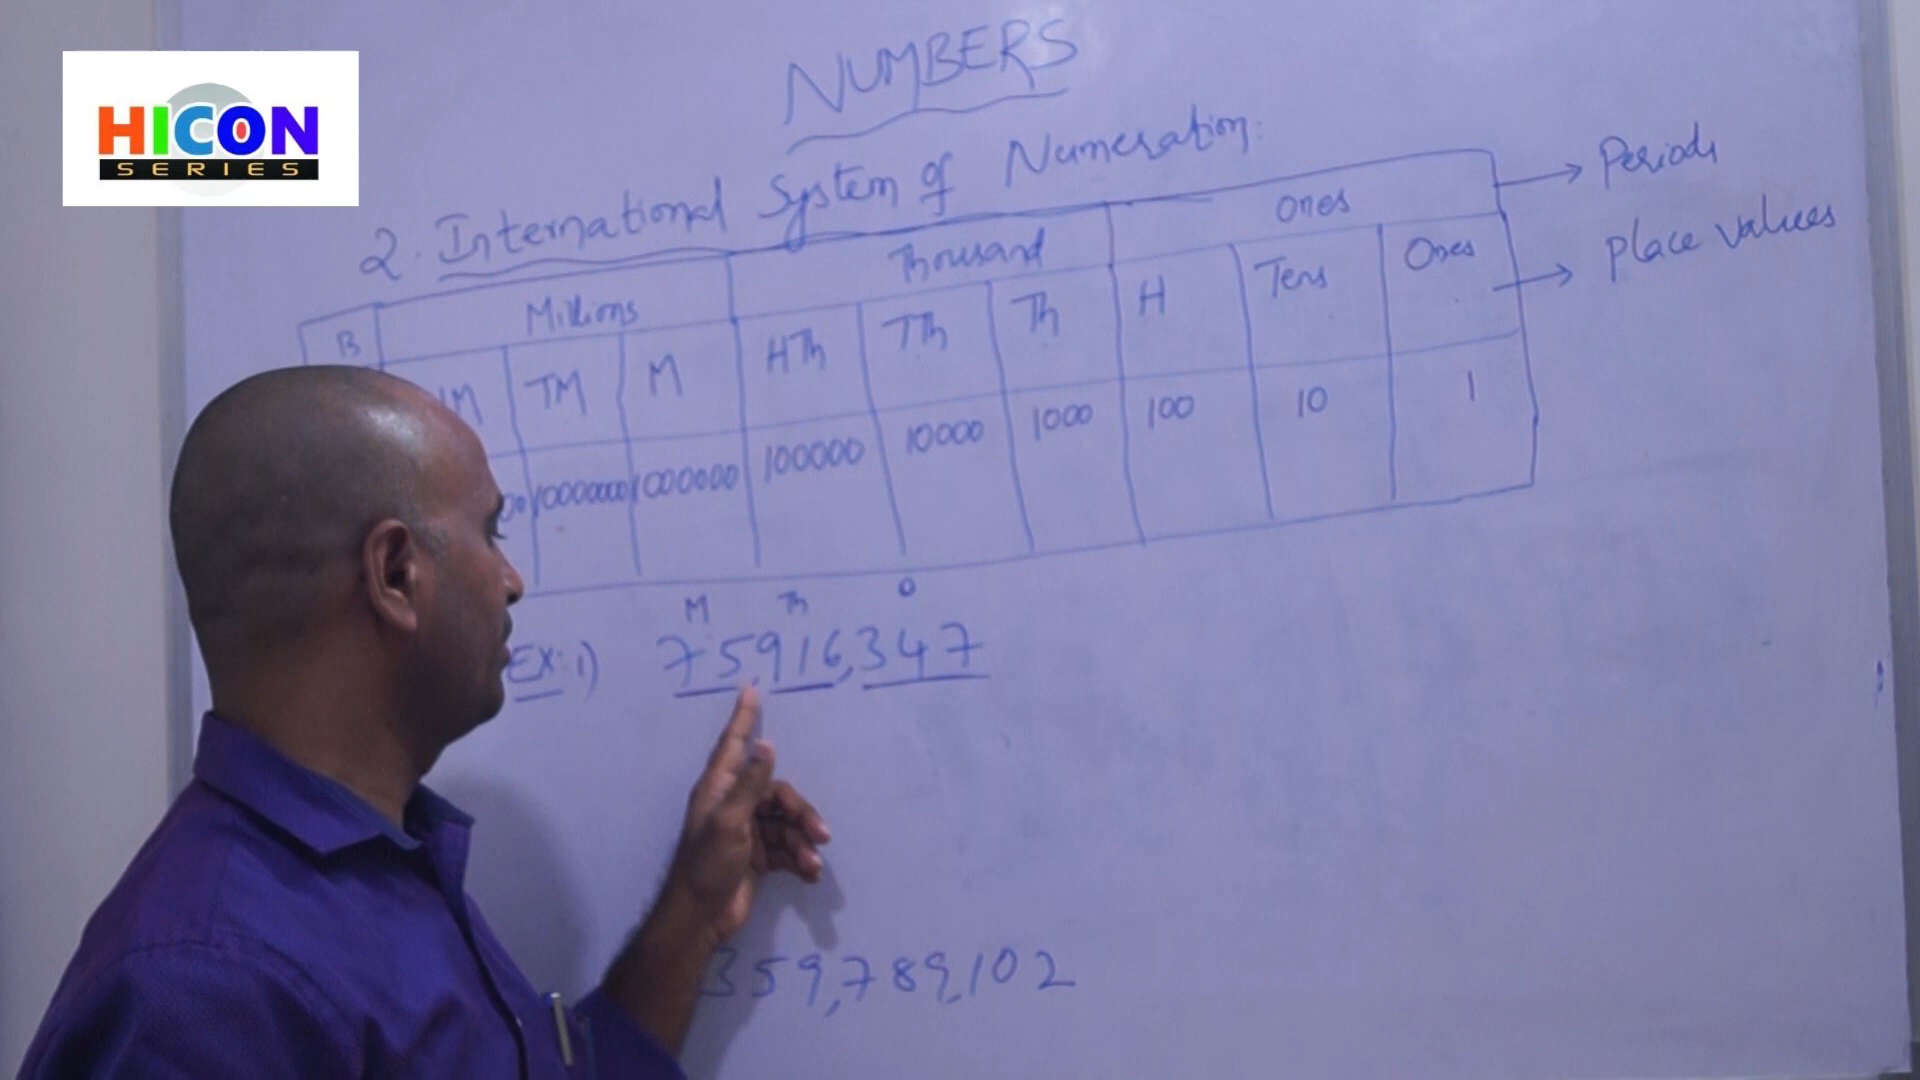 HICON
SERIES
NUMBERS
2. International System of Numeration:
B Millions Thousand Ones → Periods
TM M HTh TTh Th H Tens Ones → Place values
10000000 1000000 100000 10000 1000 100 10 1
M Th O
EX: 1) 75,916,347
359,789,102